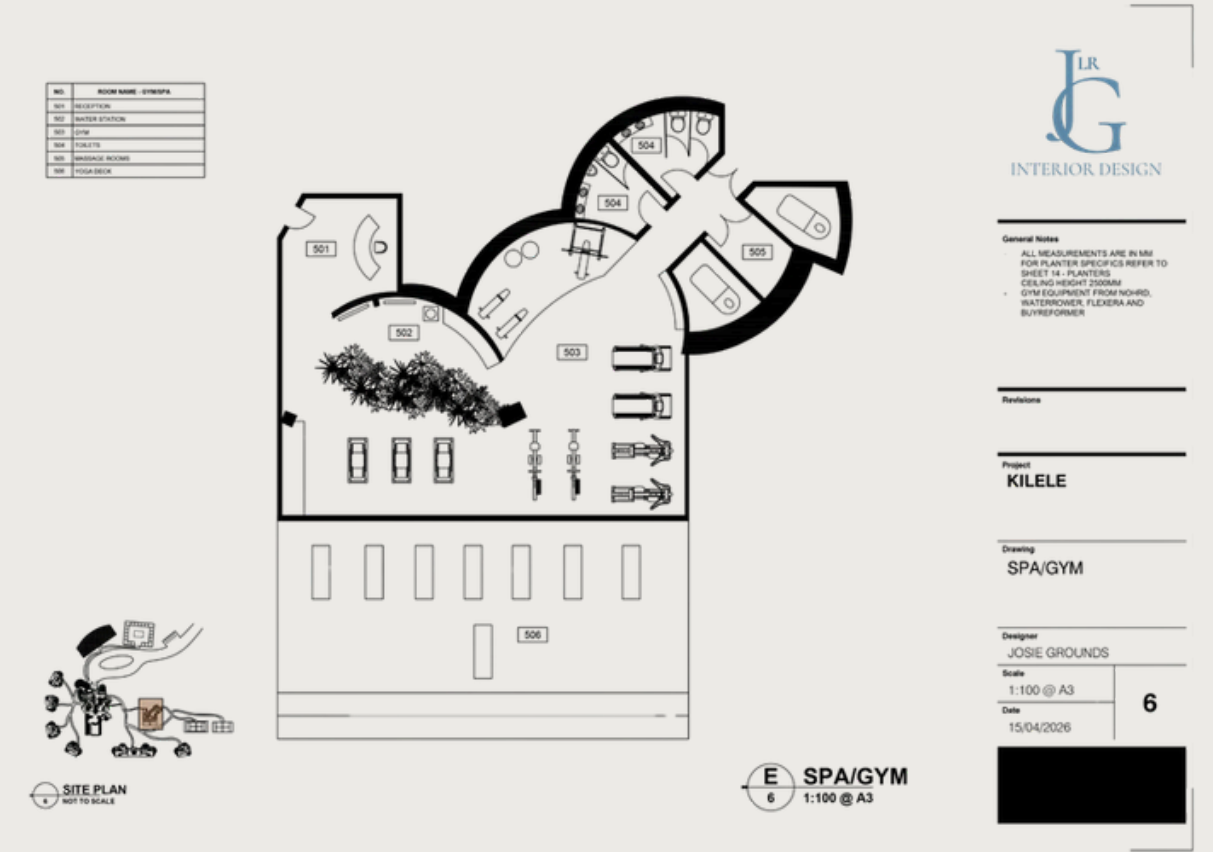 NO. ROOM NAME - GYM/SPA
501 RECEPTION
502 WATER STATION
503 GYM
504 TOILETS
505 MASSAGE ROOMS
506 YOGA DECK
504
504
501
505
502
503
506
SITE PLAN
6 NOT TO SCALE
E SPA/GYM
6 1:100 @ A3
JGLR
INTERIOR DESIGN
General Notes
· ALL MEASUREMENTS ARE IN MM
FOR PLANTER SPECIFICS REFER TO
SHEET 14 - PLANTERS
CEILING HEIGHT 2500MM
· GYM EQUIPMENT FROM NOHRD,
WATERROWER, FLEXERA AND
BUYREFORMER
Revisions
Project
KILELE
Drawing
SPA/GYM
Designer
JOSIE GROUNDS
Scale
1:100 @ A3
6
Date
15/04/2026